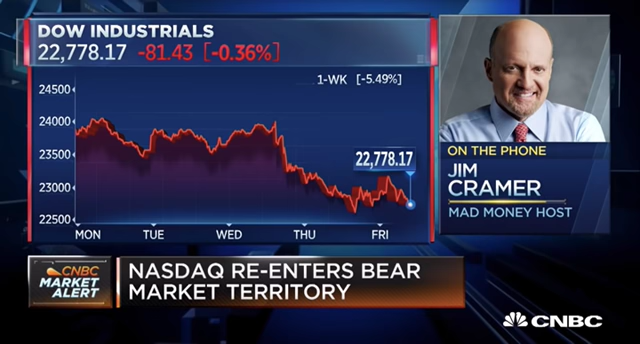 DOW INDUSTRIALS
22,778.17 -81.43 [-0.36%]
1-WK [-5.49%]
24500
24000
23500
23000
22500
22,778.17
MON TUE WED THU FRI
ON THE PHONE
JIM
CRAMER
MAD MONEY HOST
CNBC
MARKET
ALERT
NASDAQ RE-ENTERS BEAR
MARKET TERRITORY
CNBC